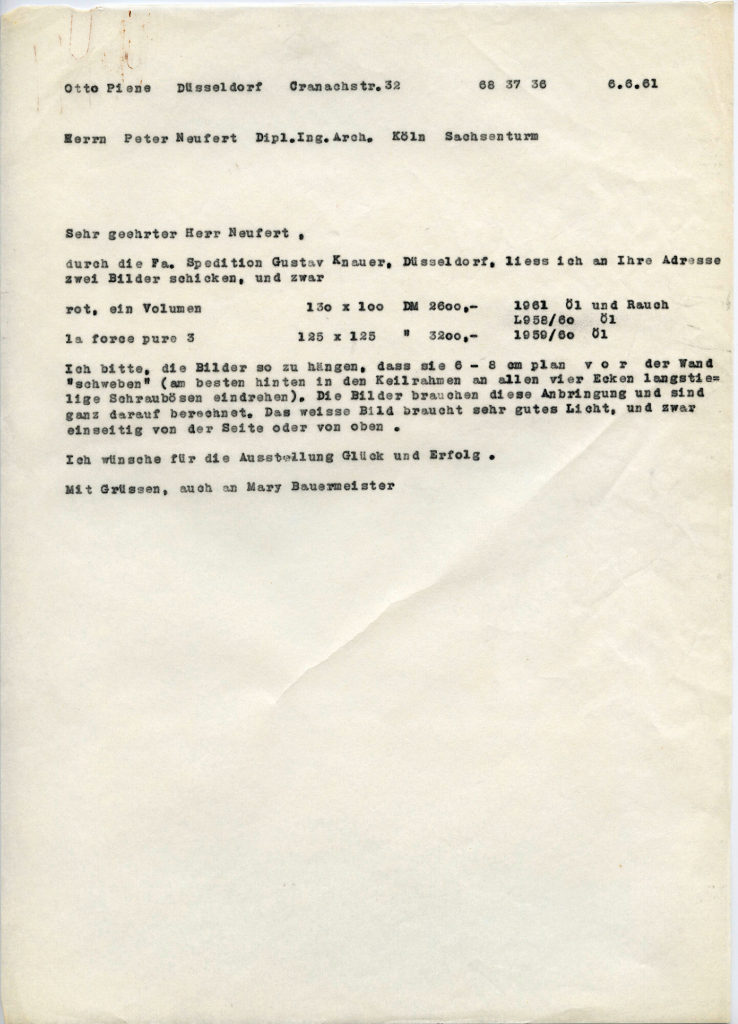 Otto Piene Düsseldorf Cranachstr.32 68 37 36 6.6.61
Herrn Peter Neufert Dipl.Ing.Arch. Köln Sachsenturm
Sehr geehrter Herr Neufert ,
durch die Fa. Spedition Gustav Knauer, Düsseldorf, liess ich an Ihre Adresse
zwei Bilder schicken, und zwar
rot, ein Volumen 130 x 100 DM 2600,- 1961 Öl und Rauch
L958/60 Öl
la force pure 3 125 x 125 " 3200,- 1959/60 Öl
Ich bitte, die Bilder so zu hängen, dass sie 6 - 8 cm plan v o r der Wand
"schweben" (am besten hinten in den Keilrahmen an allen vier Ecken langstie=
lige Schraubösen eindrehen). Die Bilder brauchen diese Anbringung und sind
ganz darauf berechnet. Das weisse Bild braucht sehr gutes Licht, und zwar
einseitig von der Seite oder von oben .
Ich wünsche für die Ausstellung Glück und Erfolg .
Mit Grüssen, auch an Mary Bauermeister